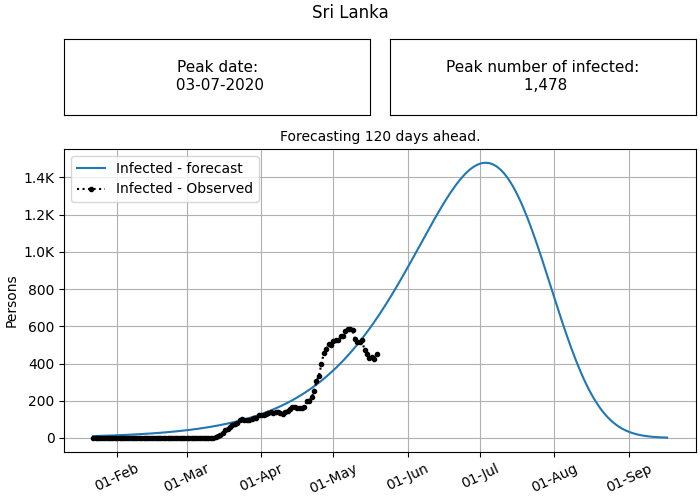 Sri Lanka
Peak date:
03-07-2020
Peak number of infected:
1,478
Forecasting 120 days ahead.
Infected - forecast
Infected - Observed
1.4K
1.2K
1.0K
800
600
400
200
0
Persons
01-Feb
01-Mar
01-Apr
01-May
01-Jun
01-Jul
01-Aug
01-Sep